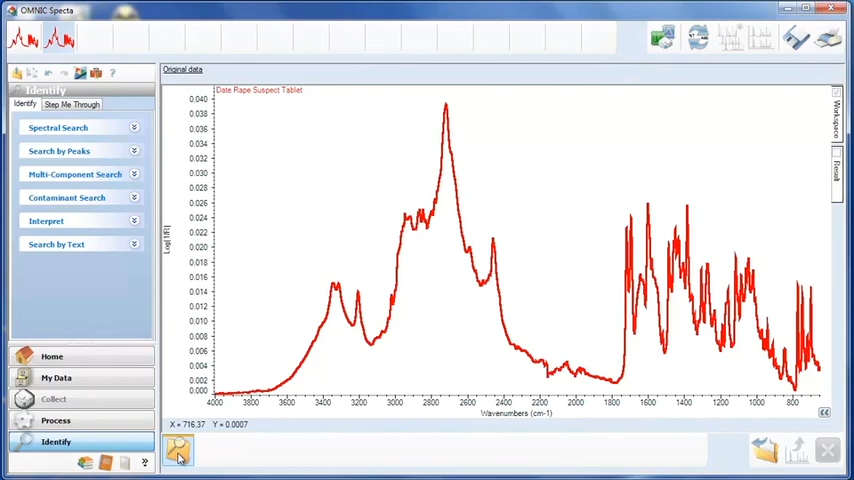 OMNIC Specta
Identify
Identify
Step Me Through
Spectral Search
Search by Peaks
Multi-Component Search
Contaminant Search
Interpret
Search by Text
Home
My Data
Collect
Process
Identify
Original data
Date Rape Suspect Tablet
0.040
0.038
0.036
0.034
0.032
0.030
0.028
0.026
0.024
0.022
0.020
0.018
0.016
0.014
0.012
0.010
0.008
0.006
0.004
0.002
0.000
Log(1/R)
4000 3800 3600 3400 3200 3000 2800 2600 2400 2200 2000 1800 1600 1400 1200 1000 800
Wavenumbers (cm-1)
X = 716.37 Y = 0.0007
Workspace
Result